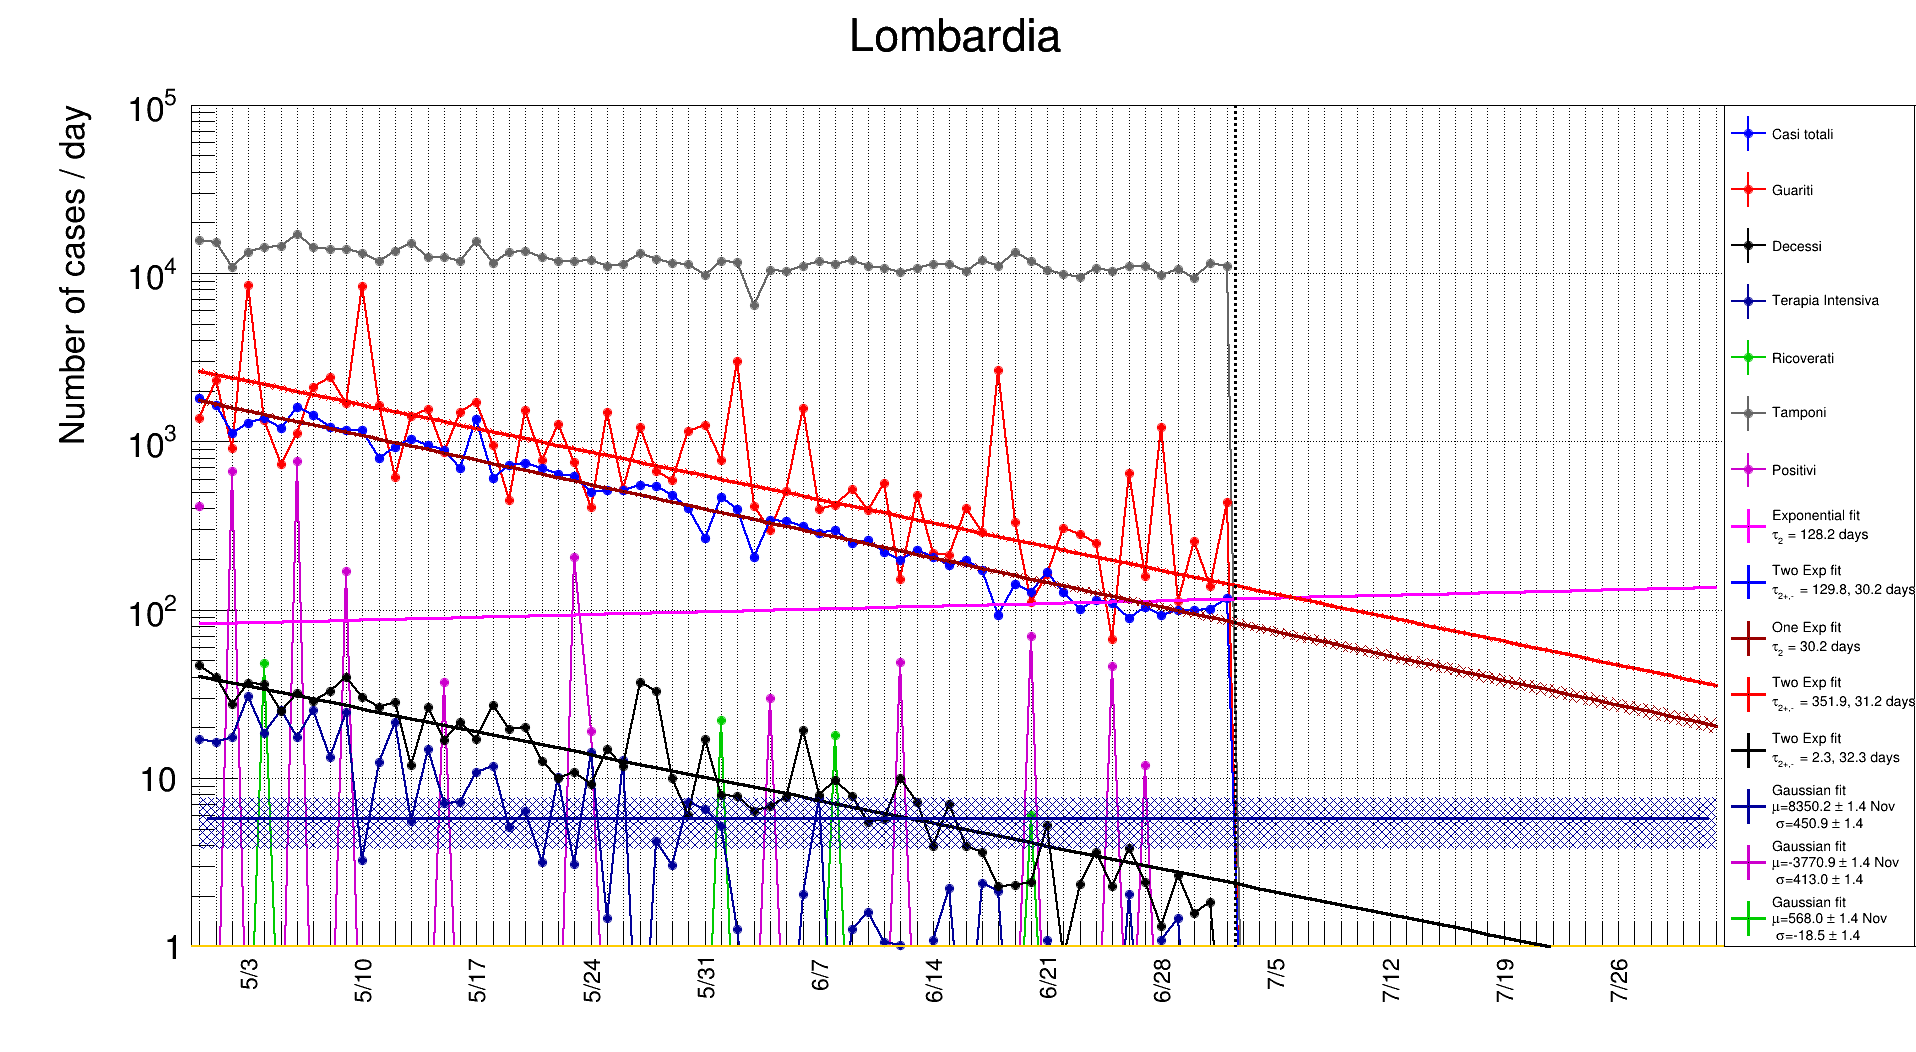 Lombardia
Number of cases / day
10^5
10^4
10^3
10^2
10
1
5/3
5/10
5/17
5/24
5/31
6/7
6/14
6/21
6/28
7/5
7/12
7/19
7/26
Casi totali
Guariti
Decessi
Terapia Intensiva
Ricoverati
Tamponi
Positivi
Exponential fit
τ_2 = 128.2 days
Two Exp fit
τ_2+,- = 129.8, 30.2 days
One Exp fit
τ_2 = 30.2 days
Two Exp fit
τ_2+,- = 351.9, 31.2 days
Two Exp fit
τ_2+,- = 2.3, 32.3 days
Gaussian fit
μ=8350.2 ± 1.4 Nov
σ=450.9 ± 1.4
Gaussian fit
μ=-3770.9 ± 1.4 Nov
σ=413.0 ± 1.4
Gaussian fit
μ=568.0 ± 1.4 Nov
σ=-18.5 ± 1.4